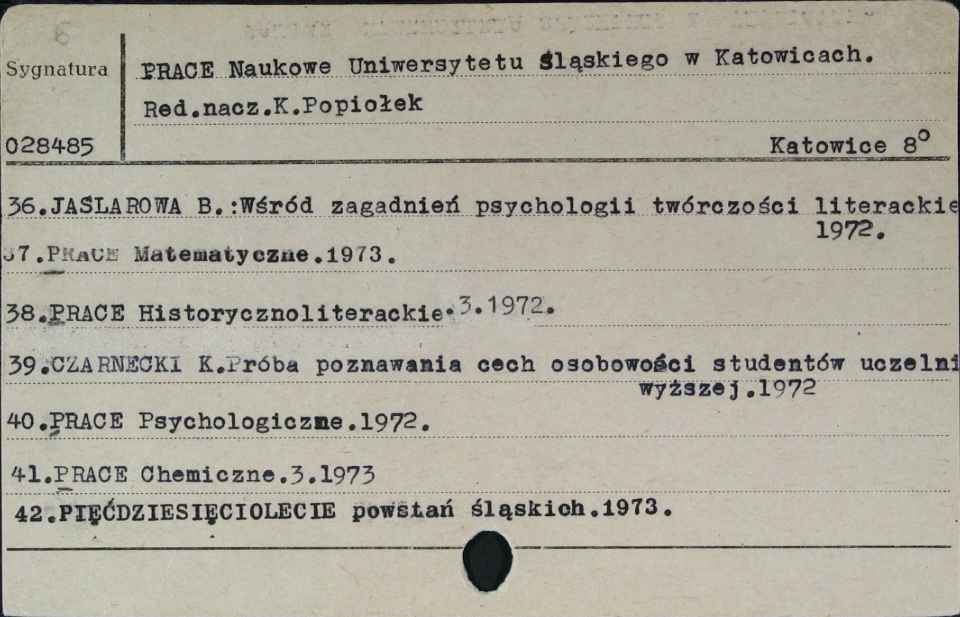 Sygnatura
PRACE Naukowe Uniwersytetu Śląskiego w Katowicach.
Red.nacz.K.Popiołek
028485
Katowice 8°
36.JAŚLAROWA B.:Wśród zagadnień psychologii twórczości literackie
1972.
37.PRACE Matematyczne.1973.
38.PRACE Historycznoliterackie.3.1972.
39.CZARNECKI K.Próba poznawania cech osobowości studentów uczelni
wyższej.1972
40.PRACE Psychologiczne.1972.
41.PRACE Chemiczne.3.1973
42.PIĘĆDZIESIĘCIOLECIE powstań śląskich.1973.